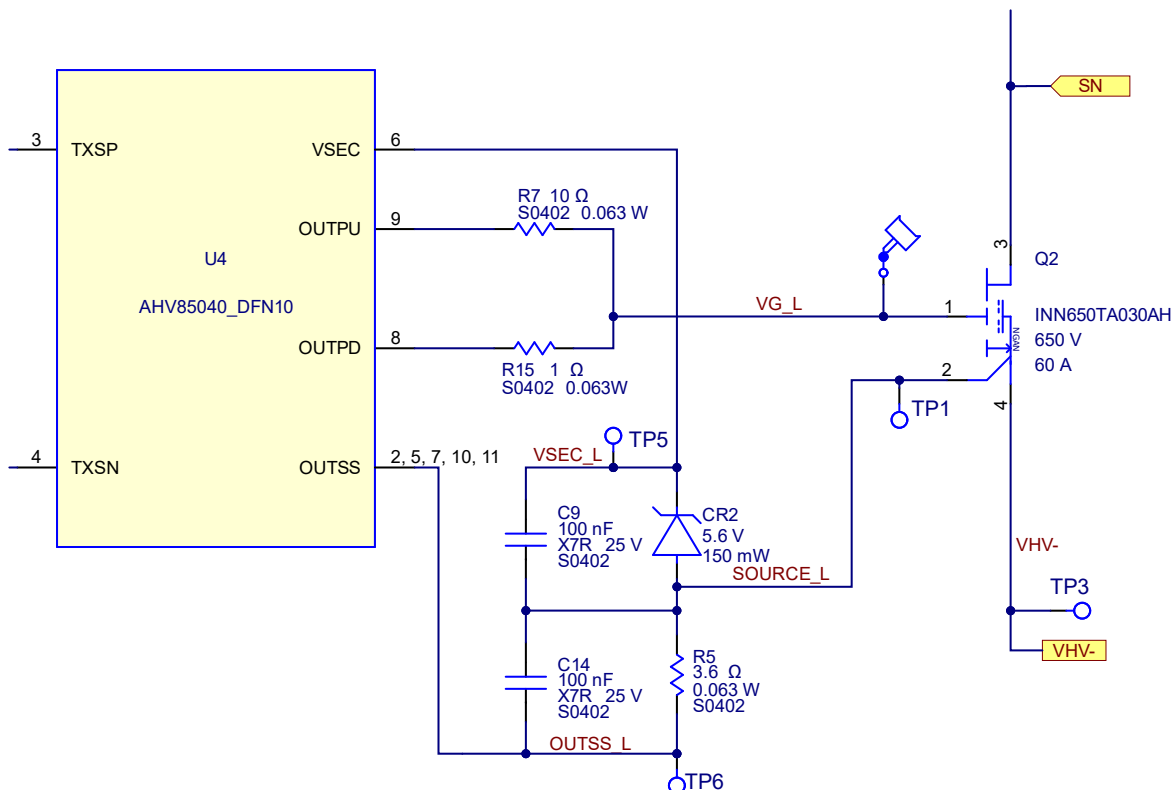 SN
3
TXSP
VSEC
6
R7 10 Ω
S0402 0.063 W
OUTPU
9
U4
AHV85040_DFN10
3
Q2
VG_L
1
INN650TA030AH
NGAN
650 V
60 A
OUTPD
8
R15 1 Ω
S0402 0.063W
2
4
TP1
TP5
VSEC_L
4
TXSN
OUTSS
2, 5, 7, 10, 11
C9
100 nF
X7R 25 V
S0402
CR2
5.6 V
150 mW
SOURCE_L
VHV-
TP3
VHV-
C14
100 nF
X7R 25 V
S0402
R5
3.6 Ω
0.063 W
S0402
OUTSS_L
TP6